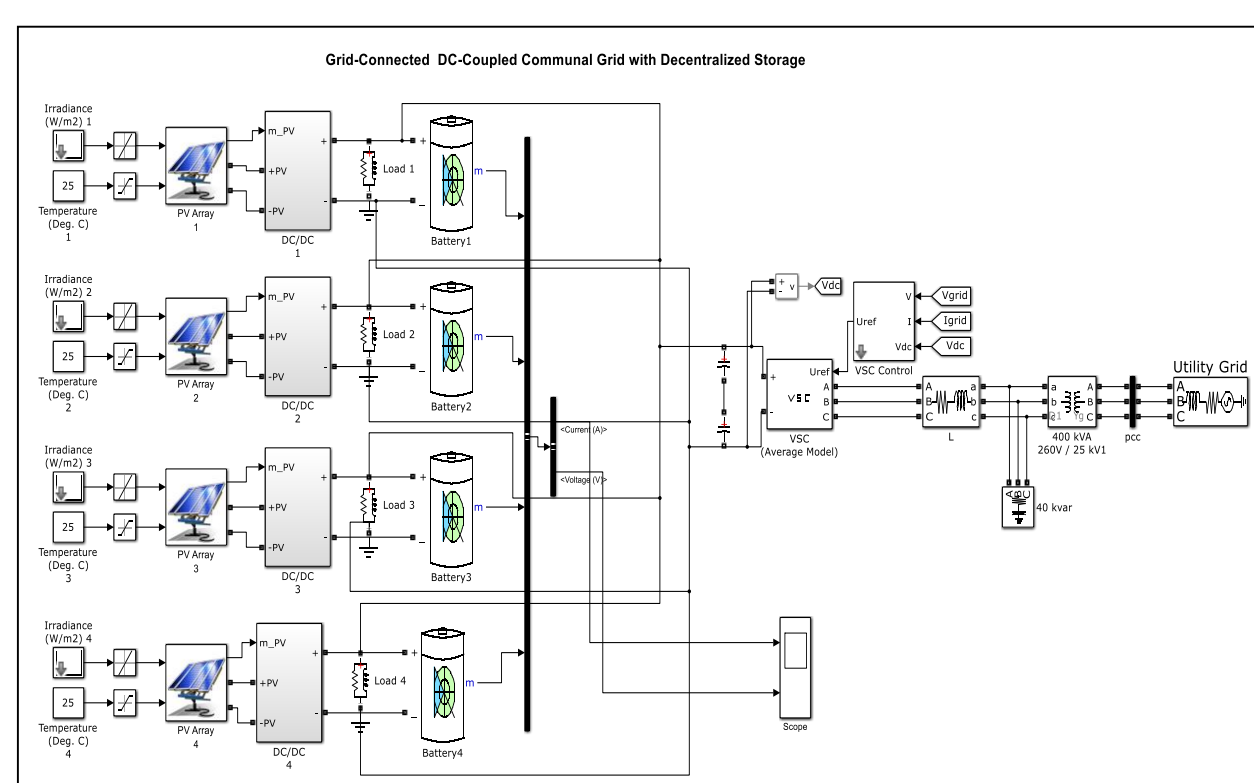 Grid-Connected DC-Coupled Communal Grid with Decentralized Storage
Irradiance
(W/m2) 1
25
Temperature
(Deg. C)
1
PV Array
1
m_PV
+PV
-PV
+
-
DC/DC
1
Load 1
+
_
m
Battery1
Irradiance
(W/m2) 2
25
Temperature
(Deg. C)
2
PV Array
2
m_PV
+PV
-PV
+
-
DC/DC
2
Load 2
+
_
m
Battery2
Irradiance
(W/m2) 3
25
Temperature
(Deg. C)
3
PV Array
3
m_PV
+PV
-PV
+
-
DC/DC
3
Load 3
+
_
m
Battery3
Irradiance
(W/m2) 4
25
Temperature
(Deg. C)
4
PV Array
4
m_PV
+PV
-PV
+
-
DC/DC
4
Load 4
+
_
m
Battery4
<Current (A)>
<Voltage (V)>
Scope
+
-
v
Vdc
Uref
V
I
Vdc
Vgrid
Igrid
Vdc
VSC Control
+
-
Uref
VSC
A
B
C
VSC
(Average Model)
A
B
C
a
b
c
L
a
b
c
A
B
C
400 kVA
260V / 25 kV1
pcc
Utility Grid
A
B
C
A
B
C
40 kvar